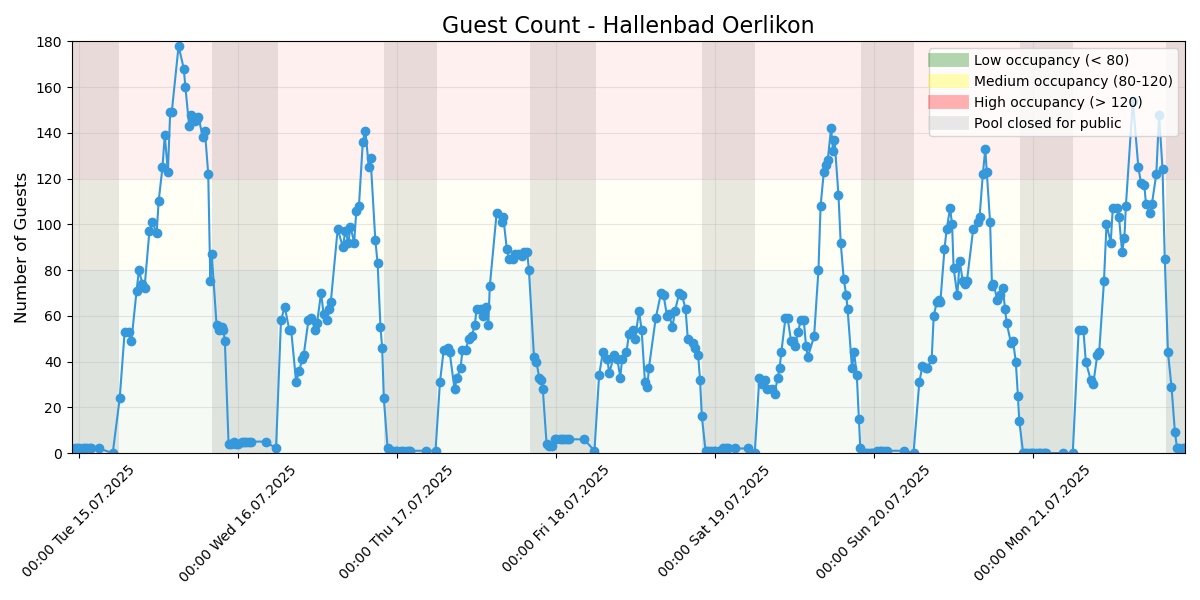 Guest Count - Hallenbad Oerlikon
Number of Guests
180
160
140
120
100
80
60
40
20
0
Low occupancy (< 80)
Medium occupancy (80-120)
High occupancy (> 120)
Pool closed for public
00:00 Tue 15.07.2025
00:00 Wed 16.07.2025
00:00 Thu 17.07.2025
00:00 Fri 18.07.2025
00:00 Sat 19.07.2025
00:00 Sun 20.07.2025
00:00 Mon 21.07.2025